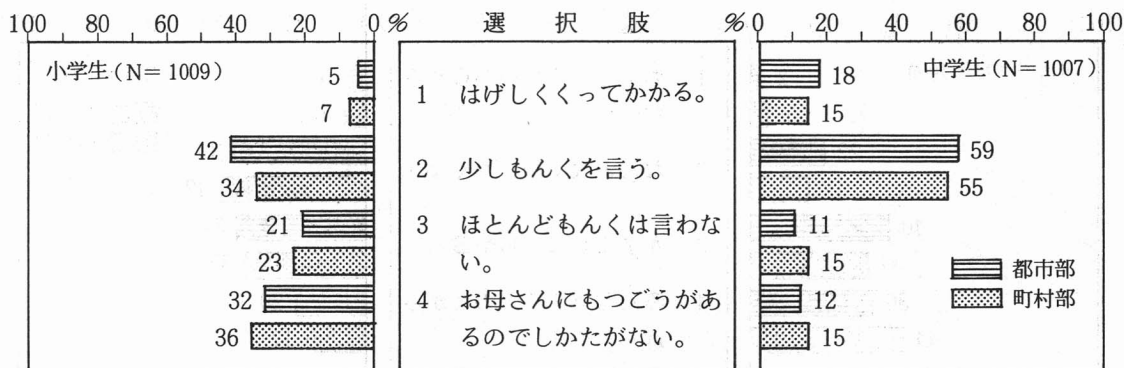 100 80 60 40 20 0 % 選択肢 % 0 20 40 60 80 100
小学生(N=1009)
中学生(N=1007)
5
7
1 はげしくくってかかる。
18
15
42
34
2 少しもんくを言う。
59
55
21
23
3 ほとんどもんくは言わな
い。
11
15
32
36
4 お母さんにもつごうがあ
るのでしかたがない。
12
15
都市部
町村部